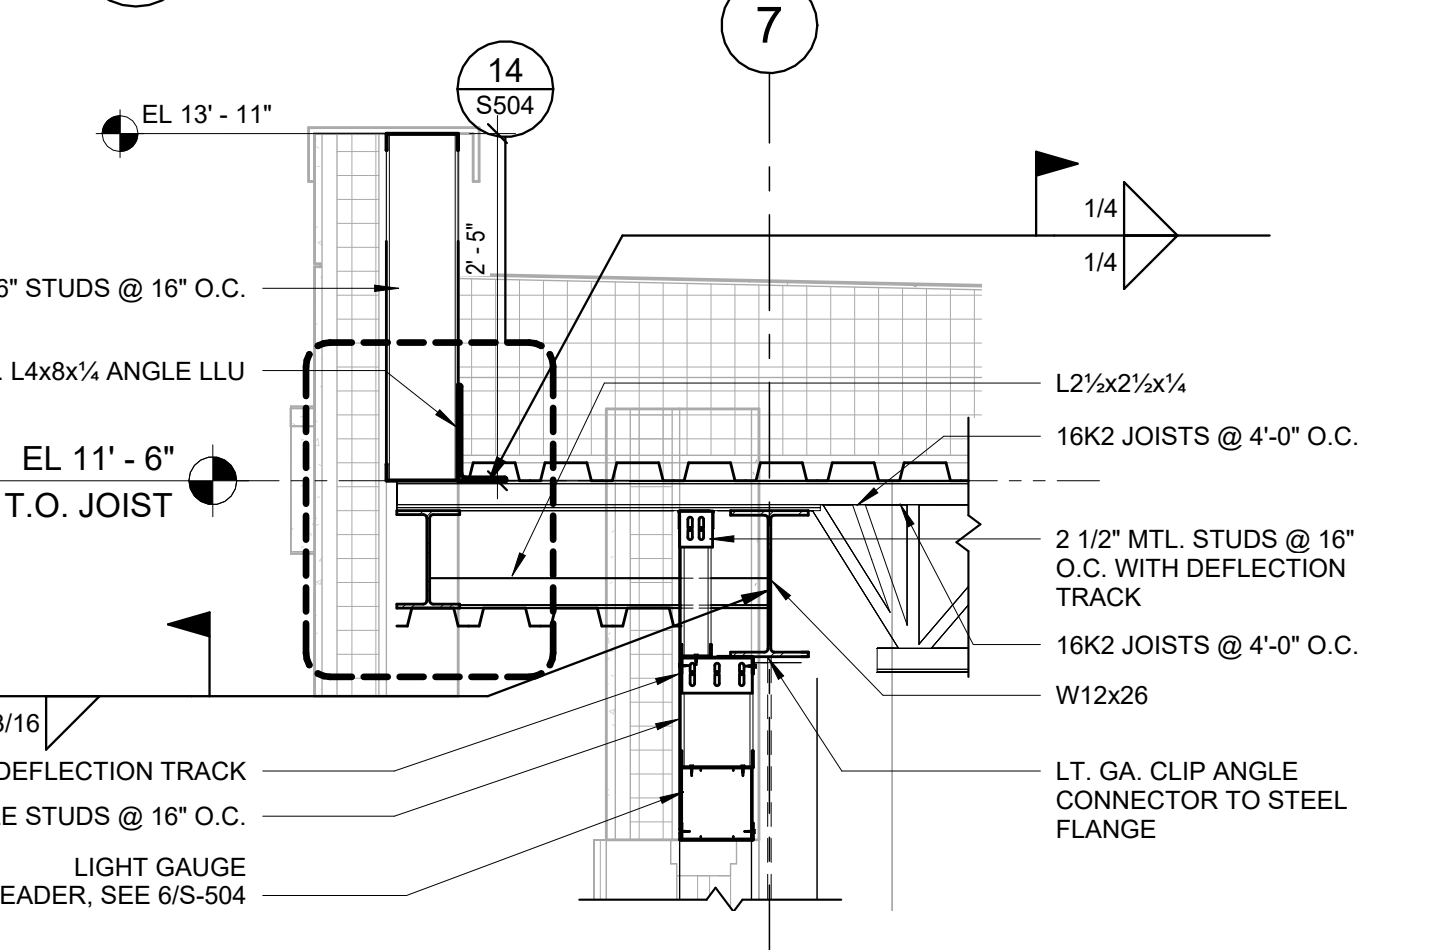 7
14
S504
EL 13' - 11"
2' - 5"
1/4
1/4
6" STUDS @ 16" O.C.
L4x8x¼ ANGLE LLU
L2½x2½x¼
16K2 JOISTS @ 4'-0" O.C.
EL 11' - 6"
T.O. JOIST
2 1/2" MTL. STUDS @ 16"
O.C. WITH DEFLECTION
TRACK
16K2 JOISTS @ 4'-0" O.C.
W12x26
3/16
DEFLECTION TRACK
STUDS @ 16" O.C.
LT. GA. CLIP ANGLE
CONNECTOR TO STEEL
FLANGE
LIGHT GAUGE
EADER, SEE 6/S-504